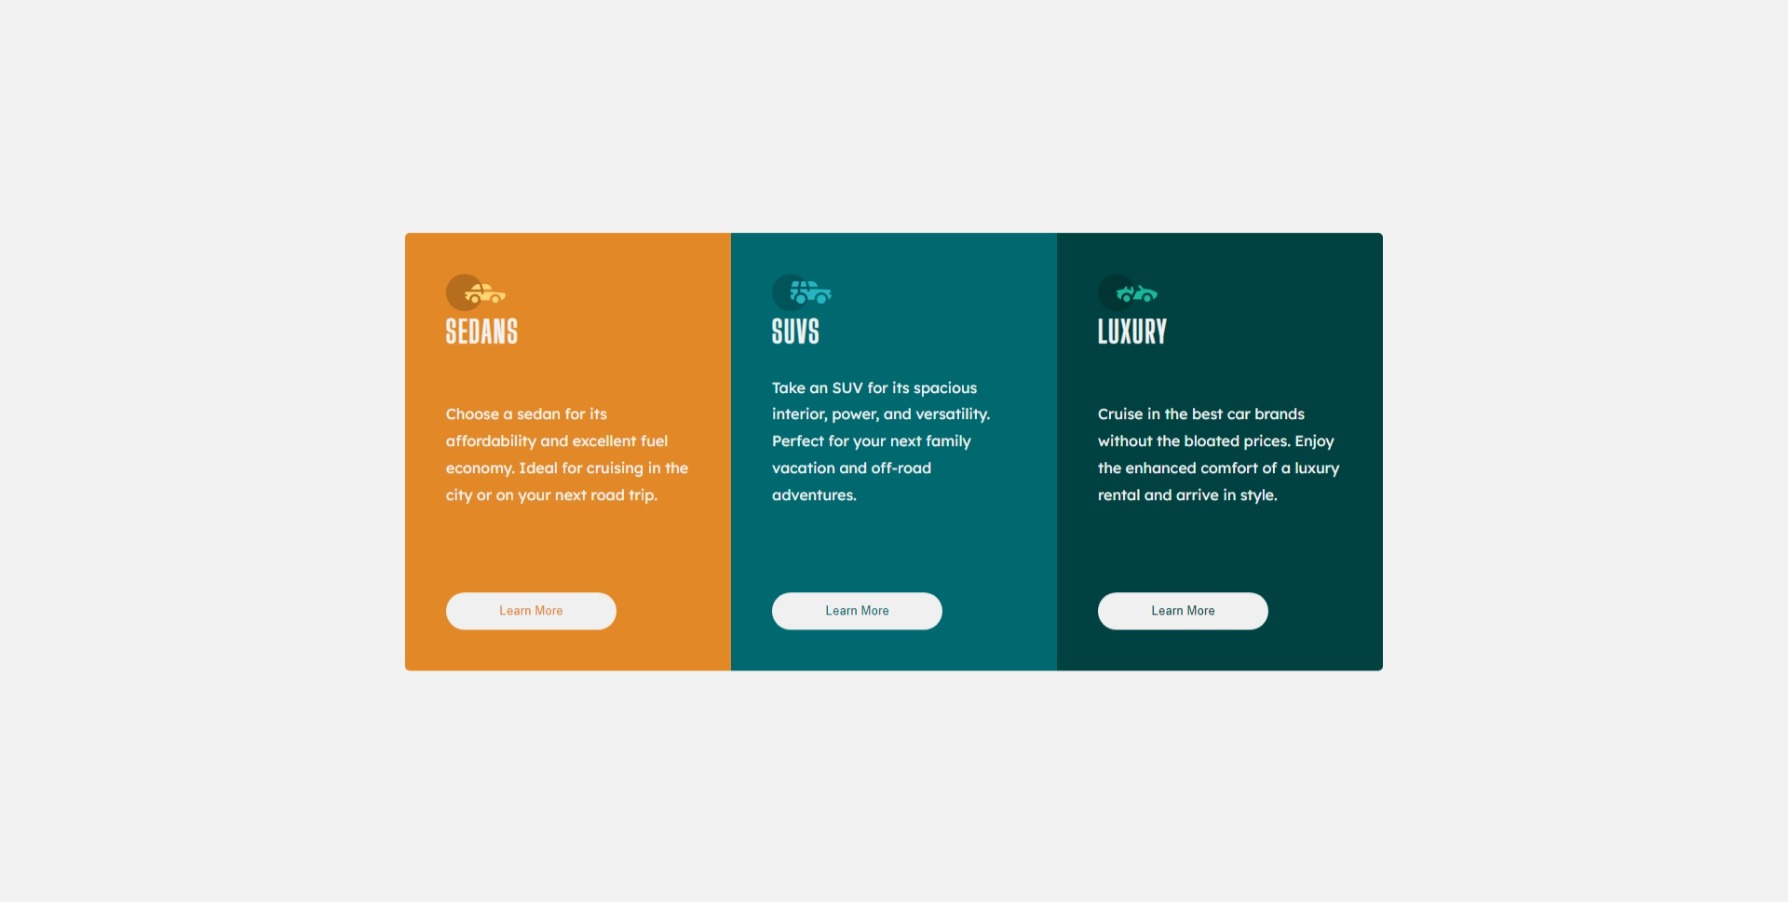 SEDANS
Choose a sedan for its
affordability and excellent fuel
economy. Ideal for cruising in the
city or on your next road trip.
Learn More
SUVS
Take an SUV for its spacious
interior, power, and versatility.
Perfect for your next family
vacation and off-road
adventures.
Learn More
LUXURY
Cruise in the best car brands
without the bloated prices. Enjoy
the enhanced comfort of a luxury
rental and arrive in style.
Learn More